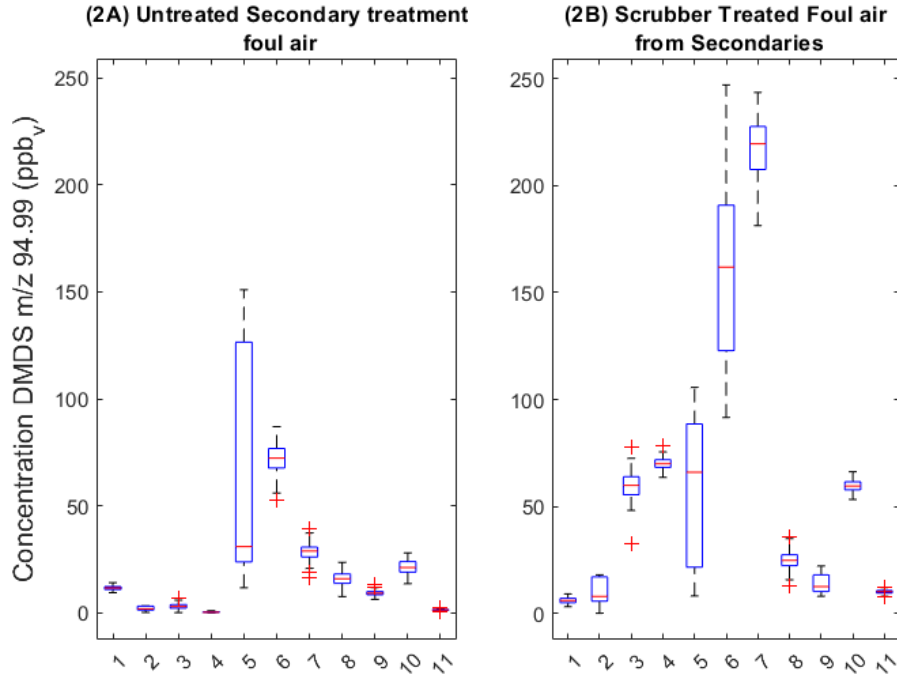 (2A) Untreated Secondary treatment
foul air
(2B) Scrubber Treated Foul air
from Secondaries
Concentration DMDS m/z 94.99 (ppbv)
250
200
150
100
50
0
1 2 3 4 5 6 7 8 9 10 11
250
200
150
100
50
0
1 2 3 4 5 6 7 8 9 10 11